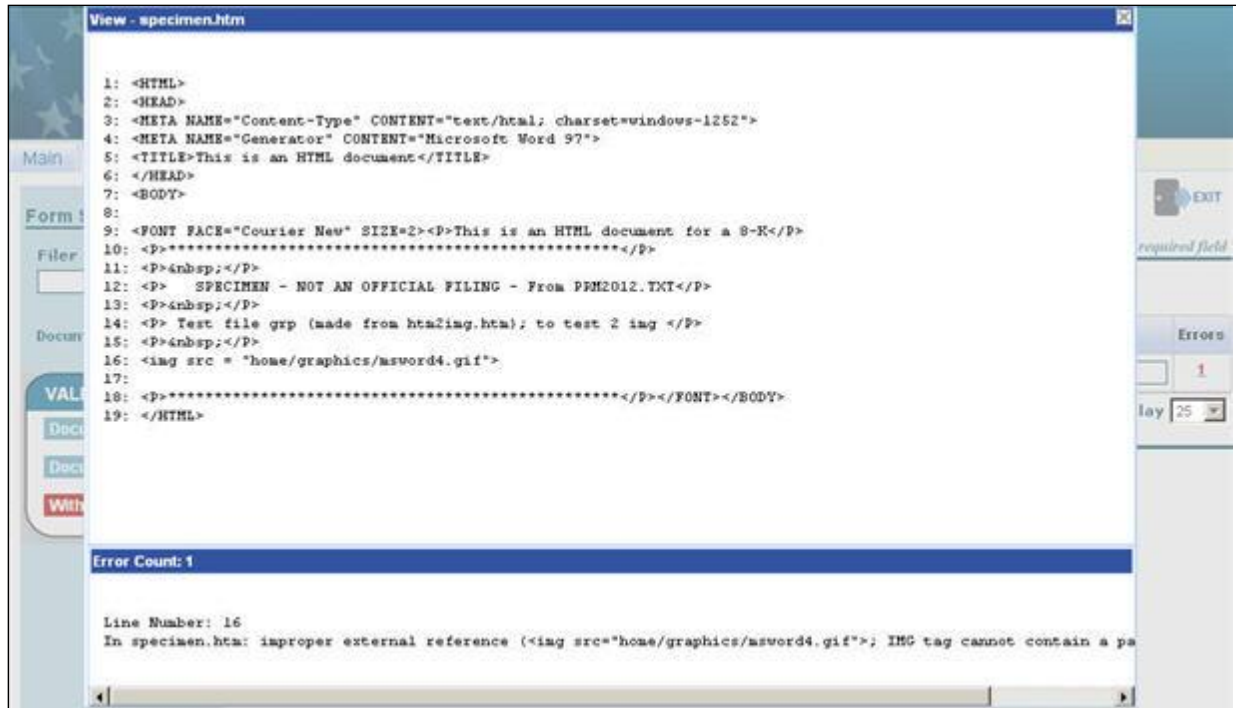 View - specimen.htm
1: <HTML>
2: <HEAD>
3: <META NAME="Content-Type" CONTENT="text/html; charset=windows-1252">
4: <META NAME="Generator" CONTENT="Microsoft Word 97">
5: <TITLE>This is an HTML document</TITLE>
6: </HEAD>
7: <BODY>
8:
9: <FONT FACE="Courier New" SIZE=2><P>This is an HTML document for a 8-K</P>
10: <P>****************************************************</P>
11: <P>&nbsp;</P>
12: <P>   SPECIMEN - NOT AN OFFICIAL FILING - From PPM2012.TXT</P>
13: <P>&nbsp;</P>
14: <P> Test file grp (made from htm2img.htm); to test 2 img </P>
15: <P>&nbsp;</P>
16: <img src = "home/graphics/msword4.gif">
17:
18: <P>****************************************************</P></FONT></BODY>
19: </HTML>
Main
EXIT
Form
required field
Filer
Errors
1
lay 25
Error Count: 1
Line Number: 16
In specimen.htm: improper external reference (<img src="home/graphics/msword4.gif">; IMG tag cannot contain a pa